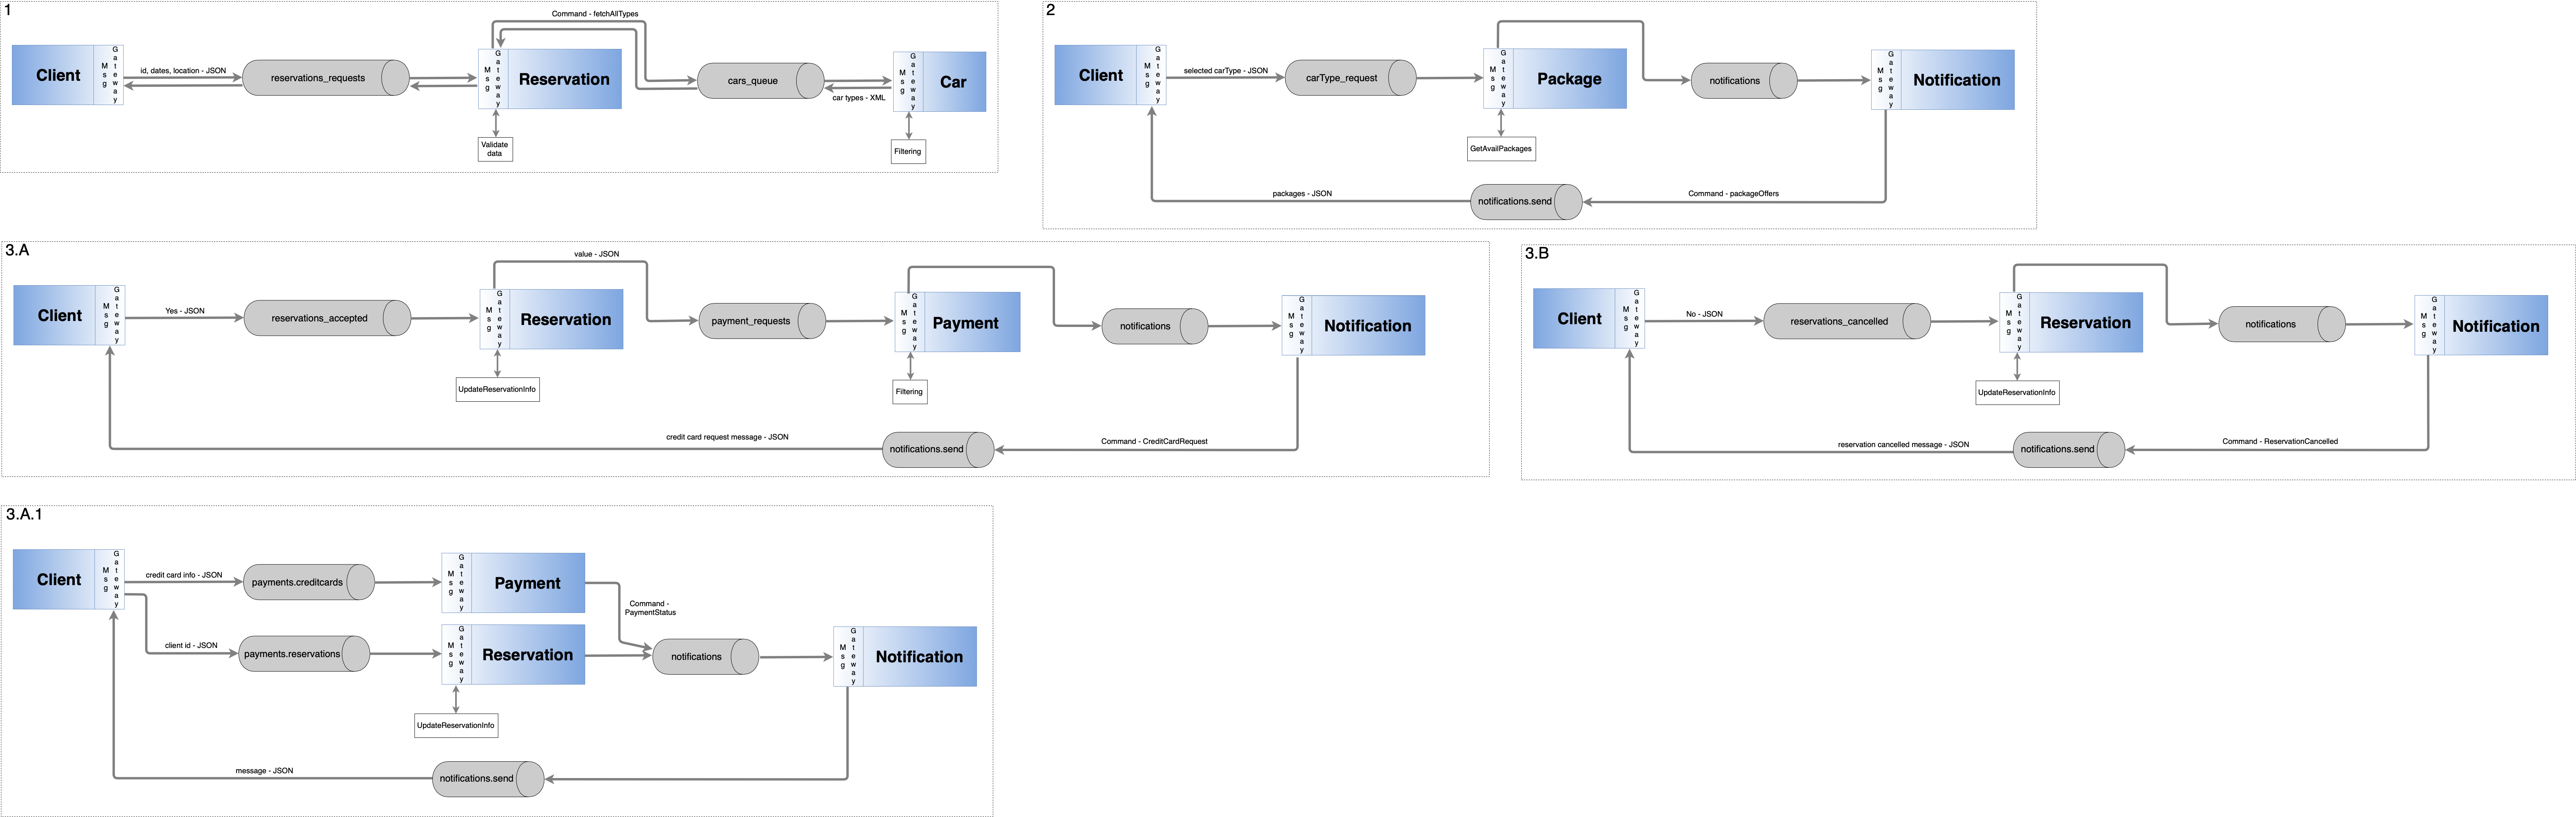 1
Command - fetchAllTypes
Client
Msg
Gateway
id, dates, location - JSON
reservations_requests
Msg
Gateway
Reservation
cars_queue
car types - XML
Msg
Gateway
Car
Validate
data
Filtering
2
Client
Msg
Gateway
selected carType - JSON
carType_request
Msg
Gateway
Package
notifications
Msg
Gateway
Notification
GetAvailPackages
packages - JSON
notifications.send
Command - packageOffers
3.A
value - JSON
Client
Msg
Gateway
Yes - JSON
reservations_accepted
Msg
Gateway
Reservation
payment_requests
Msg
Gateway
Payment
notifications
Msg
Gateway
Notification
UpdateReservationInfo
Filtering
credit card request message - JSON
notifications.send
Command - CreditCardRequest
3.B
Client
Msg
Gateway
No - JSON
reservations_cancelled
Msg
Gateway
Reservation
notifications
Msg
Gateway
Notification
UpdateReservationInfo
reservation cancelled message - JSON
notifications.send
Command - ReservationCancelled
3.A.1
Client
Msg
Gateway
credit card info - JSON
payments.creditcards
Msg
Gateway
Payment
Command -
PaymentStatus
client id - JSON
payments.reservations
Msg
Gateway
Reservation
notifications
Msg
Gateway
Notification
UpdateReservationInfo
message - JSON
notifications.send